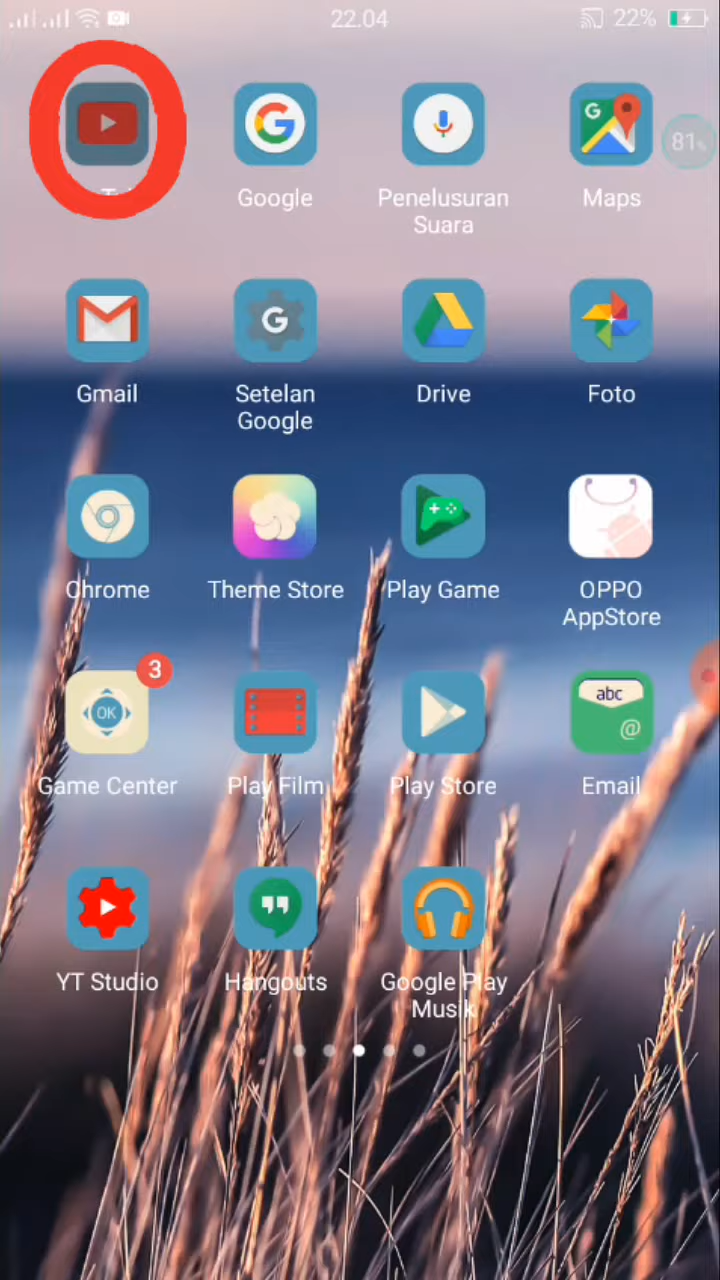 22.04
22%
Google
Penelusuran
Suara
Maps
81%
Gmail
Setelan
Google
Drive
Foto
Chrome
Theme Store
Play Game
OPPO
AppStore
3
OK
abc
@
Game Center
Play Film
Play Store
Email
YT Studio
Hangouts
Google Play
Musik